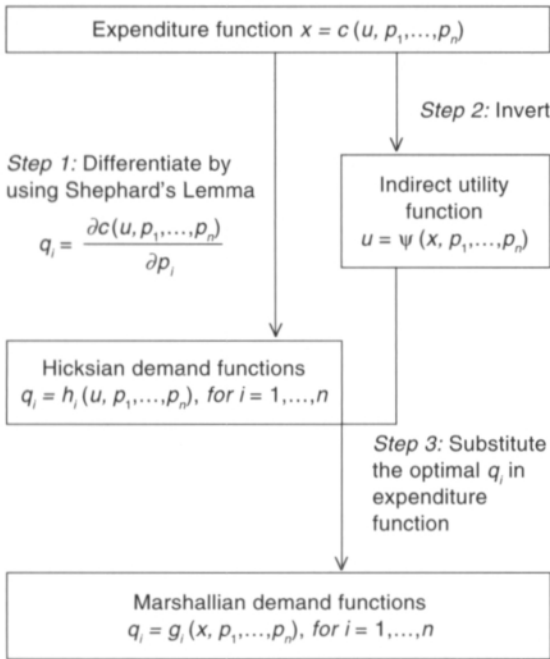 Expenditure function x = c (u, p₁,...,pₙ)
Step 2: Invert
Step 1: Differentiate by
using Shephard's Lemma
qᵢ = ∂c(u, p₁,...,pₙ) / ∂pᵢ
Indirect utility
function
u = ψ (x, p₁,...,pₙ)
Hicksian demand functions
qᵢ = hᵢ (u, p₁,...,pₙ), for i = 1,...,n
Step 3: Substitute
the optimal qᵢ in
expenditure
function
Marshallian demand functions
qᵢ = gᵢ (x, p₁,...,pₙ), for i = 1,...,n